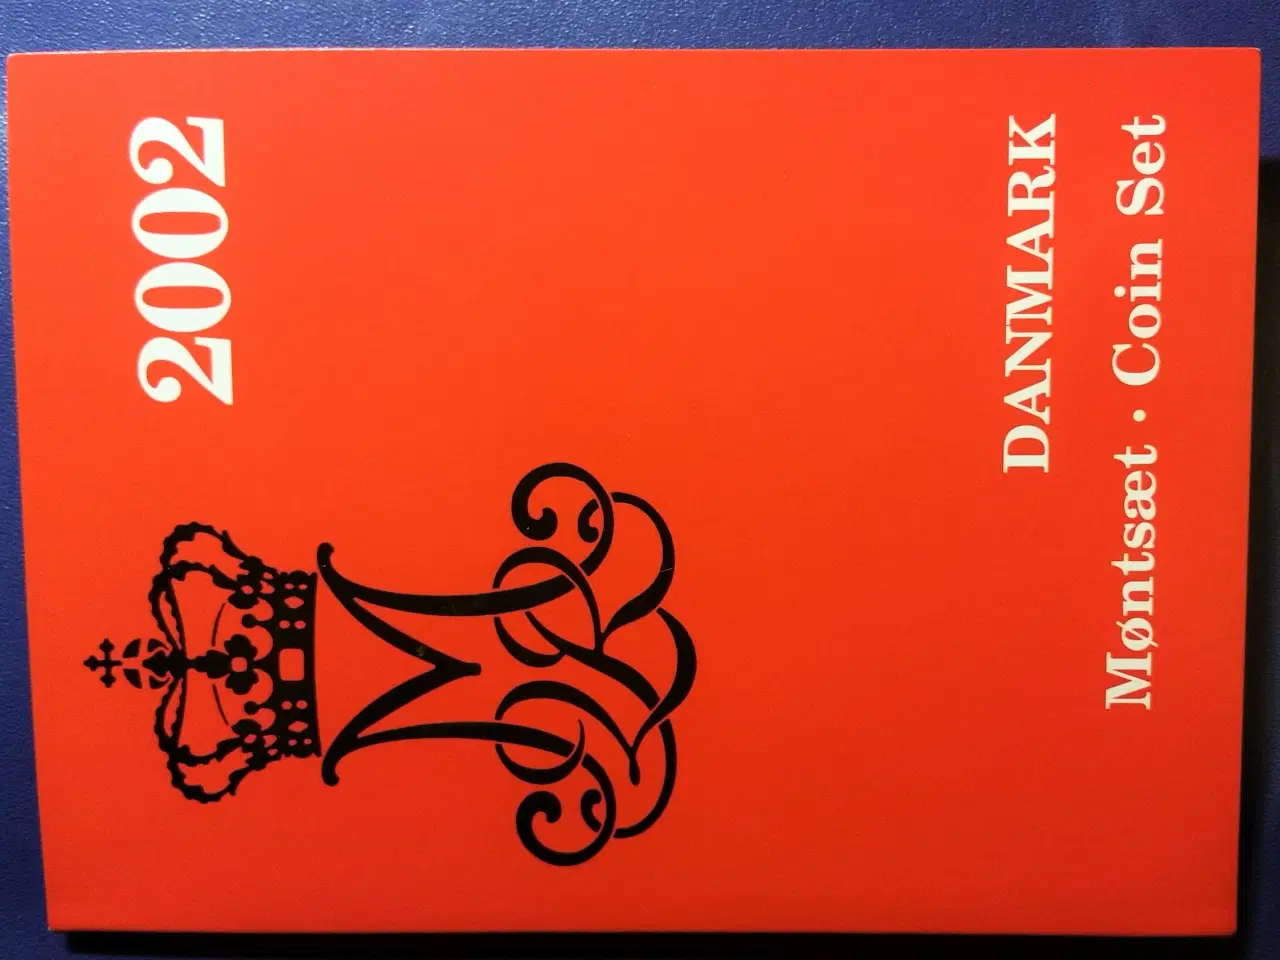 2002
DANMARK
Møntsæt · Coin Set